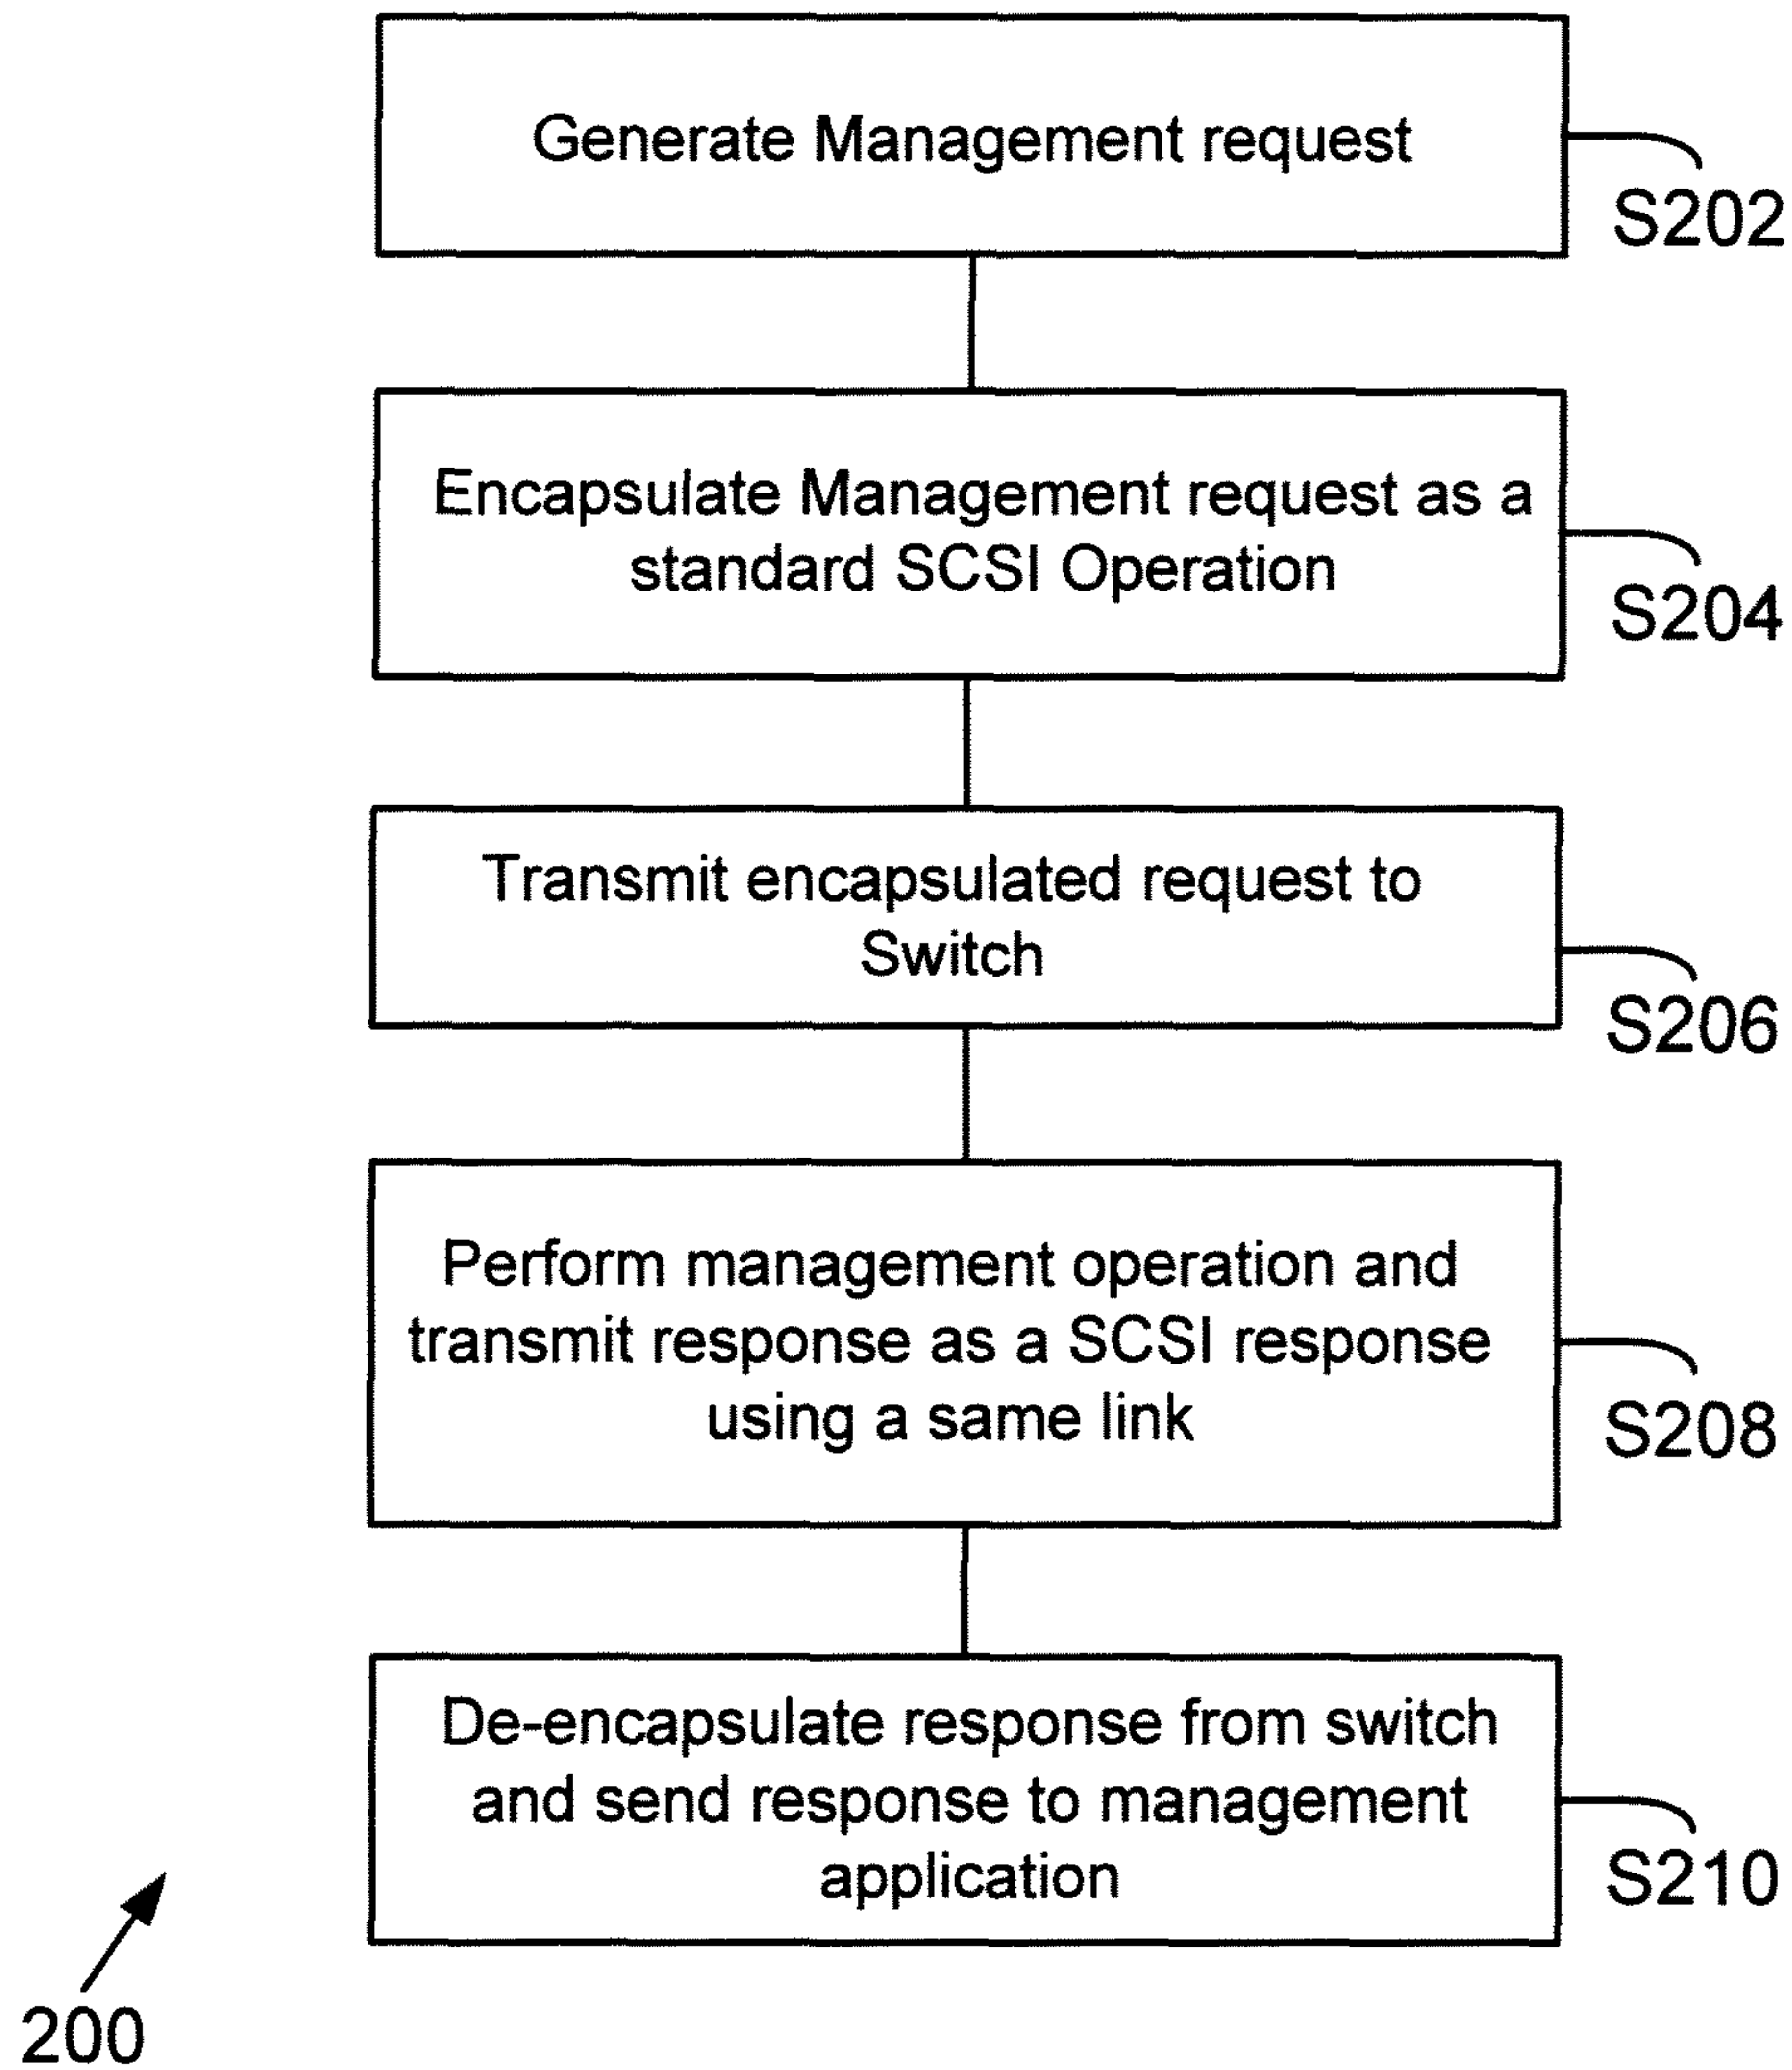 Generate Management request
S202
Encapsulate Management request as a
standard SCSI Operation
S204
Transmit encapsulated request to
Switch
S206
Perform management operation and
transmit response as a SCSI response
using a same link
S208
De-encapsulate response from switch
and send response to management
application
S210
200